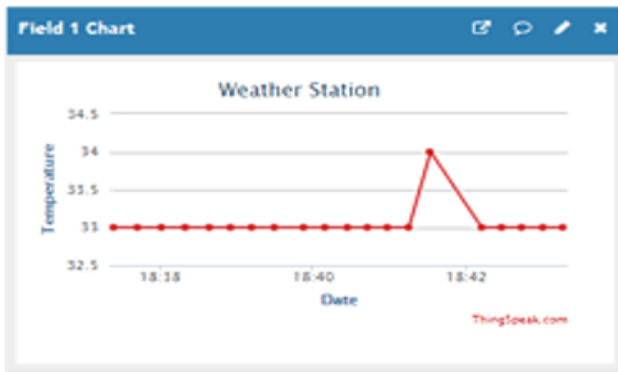 Field 1 Chart
Weather Station
34.5
34
33.5
33
32.5
Temperature
18:38
18:40
18:42
Date
ThingSpeak.com